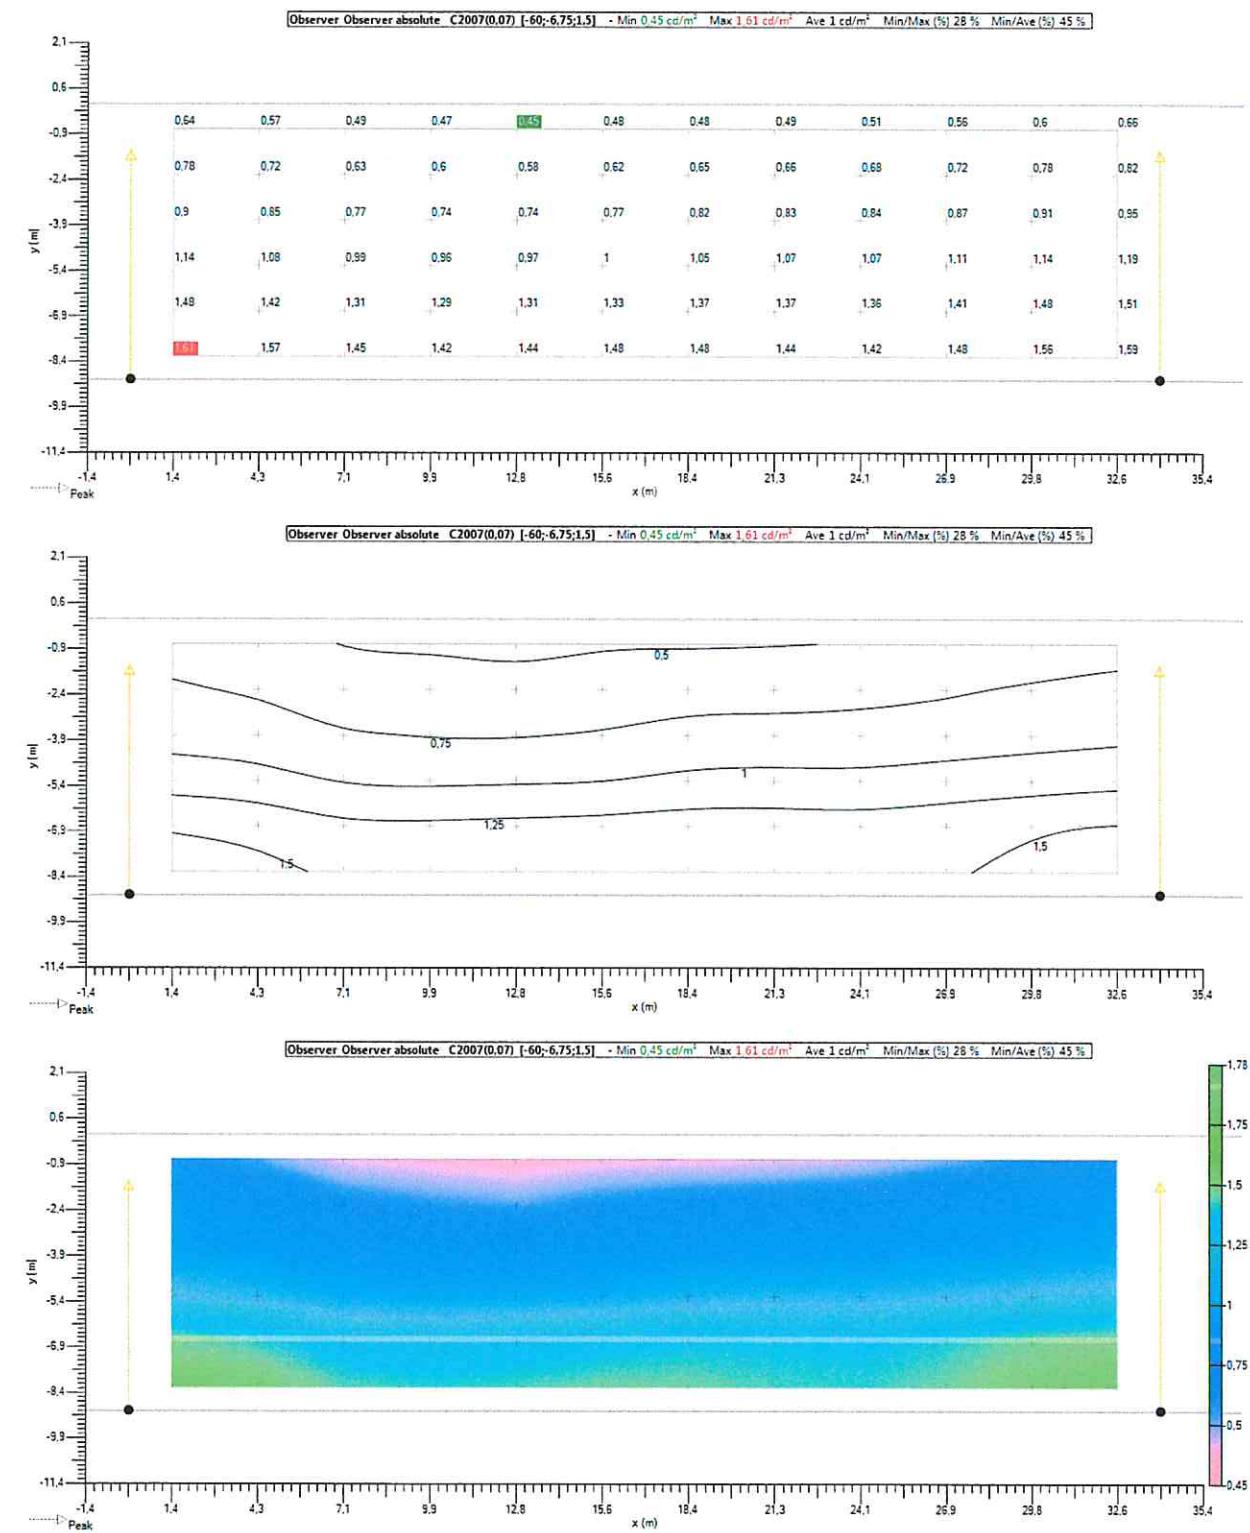 Observer Observer absolute C2007(0,07) [-60;-6,75;1,5] - Min 0,45 cd/m² Max 1,61 cd/m² Ave 1 cd/m² Min/Max (%) 28 % Min/Ave (%) 45 %
2,1
0,6
0,64 0,57 0,49 0,47 0,45 0,48 0,48 0,49 0,51 0,56 0,6 0,66
-0,9
0,78 0,72 0,63 0,6 0,58 0,62 0,65 0,66 0,68 0,72 0,78 0,82
-2,4
0,9 0,85 0,77 0,74 0,74 0,77 0,82 0,83 0,84 0,87 0,91 0,95
-3,9
y [m]
1,14 1,08 0,99 0,96 0,97 1 1,05 1,07 1,07 1,11 1,14 1,19
-5,4
1,48 1,42 1,31 1,29 1,31 1,33 1,37 1,37 1,36 1,41 1,48 1,51
-6,9
1,61 1,57 1,45 1,42 1,44 1,48 1,48 1,44 1,42 1,48 1,56 1,59
-8,4
-9,9
-11,4
-1,4 1,4 4,3 7,1 9,9 12,8 15,6 18,4 21,3 24,1 26,9 29,8 32,6 35,4
Peak
x (m)
Observer Observer absolute C2007(0,07) [-60;-6,75;1,5] - Min 0,45 cd/m² Max 1,61 cd/m² Ave 1 cd/m² Min/Max (%) 28 % Min/Ave (%) 45 %
2,1
0,6
-0,9
0,5
-2,4
-3,9
0,75
y [m]
1
-5,4
1,25
-6,9
1,5 1,5
-8,4
-9,9
-11,4
-1,4 1,4 4,3 7,1 9,9 12,8 15,6 18,4 21,3 24,1 26,9 29,8 32,6 35,4
Peak
x (m)
Observer Observer absolute C2007(0,07) [-60;-6,75;1,5] - Min 0,45 cd/m² Max 1,61 cd/m² Ave 1 cd/m² Min/Max (%) 28 % Min/Ave (%) 45 %
2,1
0,6
-0,9
-2,4
-3,9
y [m]
-5,4
-6,9
-8,4
-9,9
-11,4
-1,4 1,4 4,3 7,1 9,9 12,8 15,6 18,4 21,3 24,1 26,9 29,8 32,6 35,4
Peak
x (m)
1,78
1,75
1,5
1,25
1
0,75
0,5
0,45